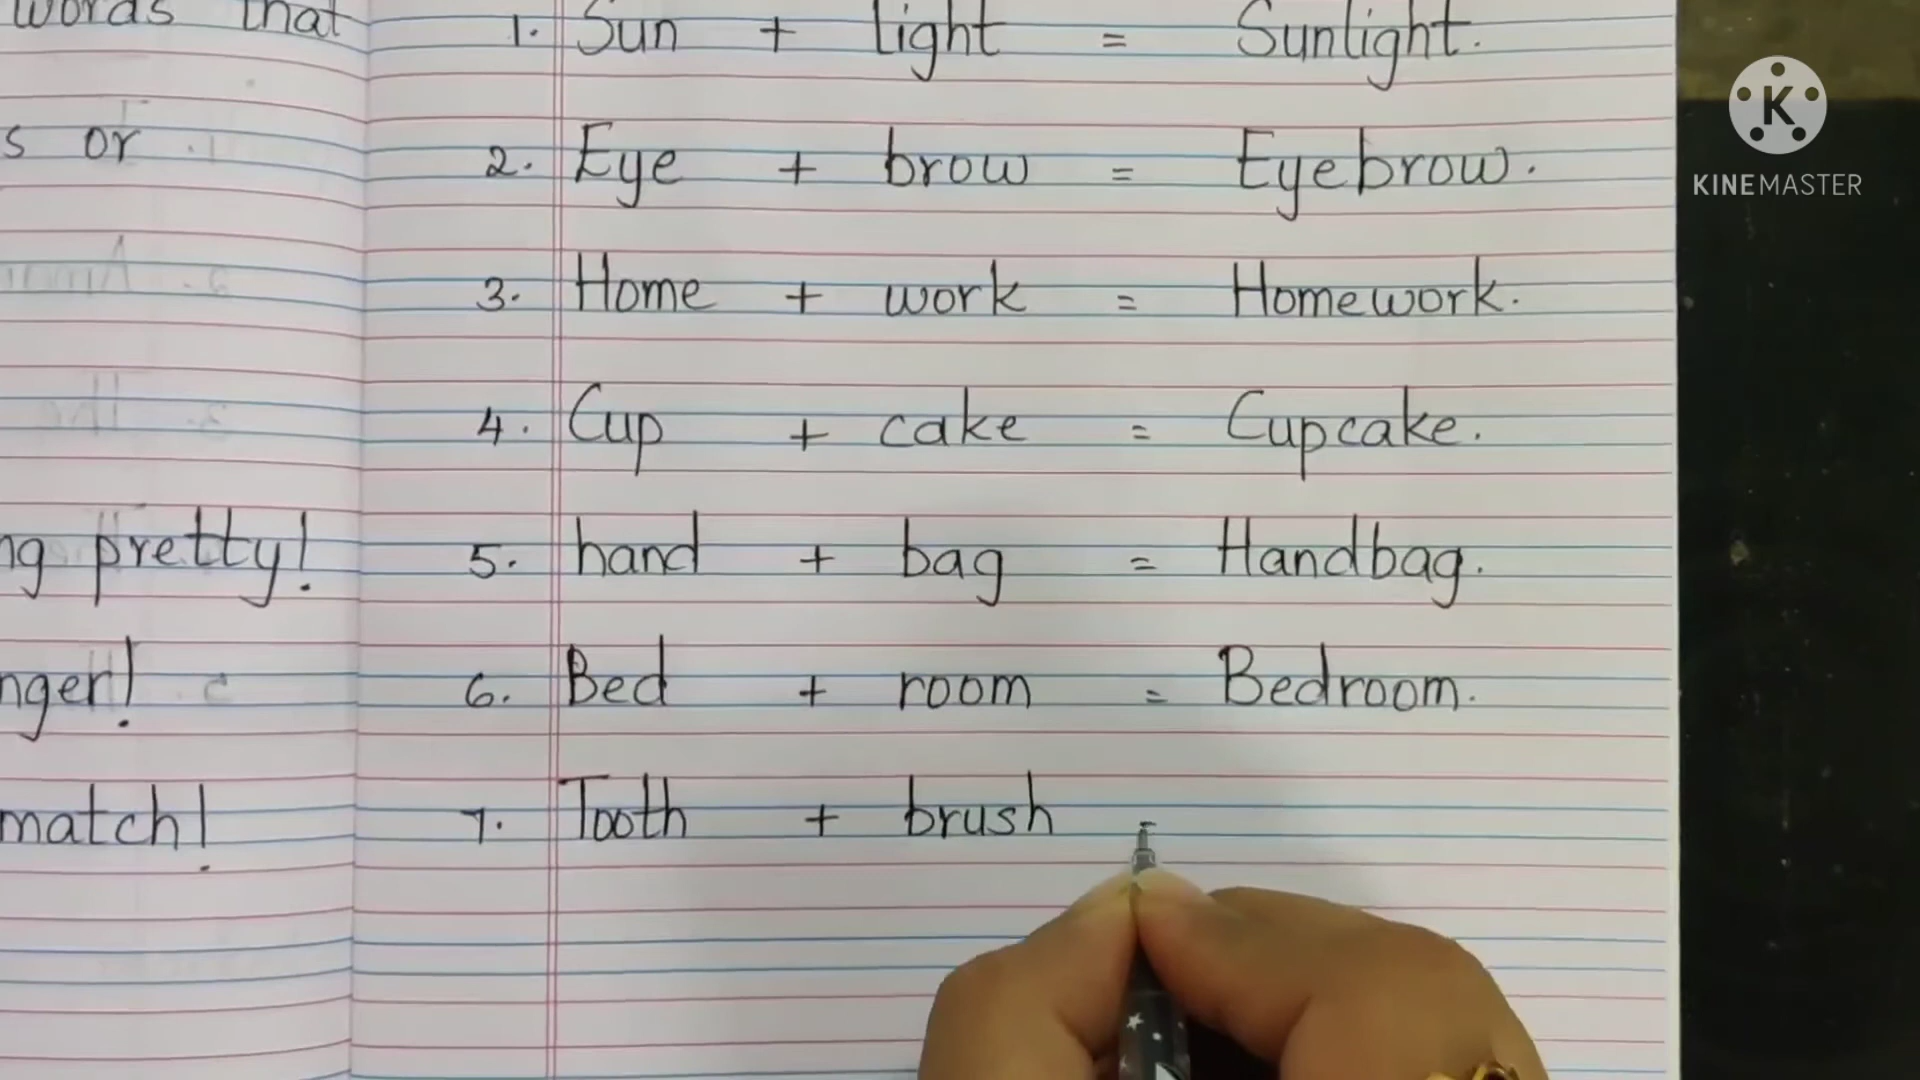 words that
s or
ng pretty!
nger!
match!
1. Sun + light = Sunlight.
2. Eye + brow = Eyebrow.
3. Home + work = Homework.
4. Cup + cake = Cupcake.
5. hand + bag = Handbag.
6. Bed + room = Bedroom.
7. Tooth + brush =
K
KINEMASTER